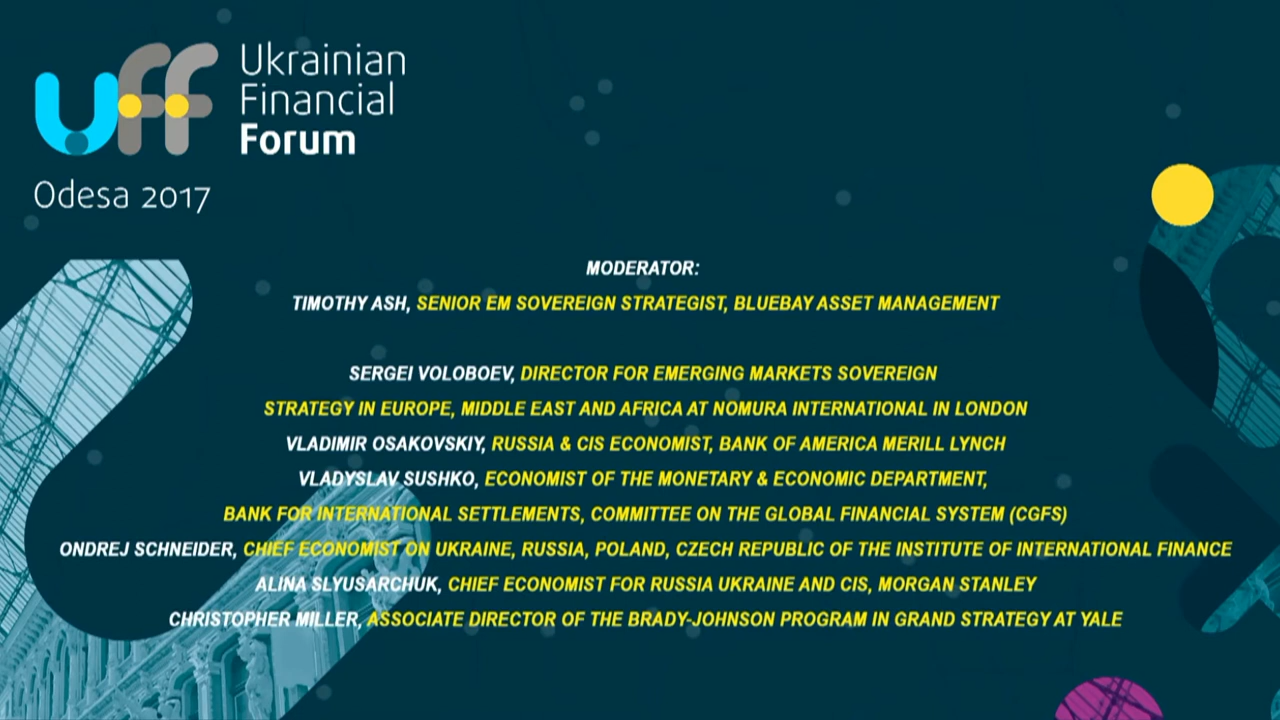 uff
Ukrainian
Financial
Forum
Odesa 2017
MODERATOR:
TIMOTHY ASH, SENIOR EM SOVEREIGN STRATEGIST, BLUEBAY ASSET MANAGEMENT
SERGEI VOLOBOEV, DIRECTOR FOR EMERGING MARKETS SOVEREIGN
STRATEGY IN EUROPE, MIDDLE EAST AND AFRICA AT NOMURA INTERNATIONAL IN LONDON
VLADIMIR OSAKOVSKIY, RUSSIA & CIS ECONOMIST, BANK OF AMERICA MERILL LYNCH
VLADYSLAV SUSHKO, ECONOMIST OF THE MONETARY & ECONOMIC DEPARTMENT,
BANK FOR INTERNATIONAL SETTLEMENTS, COMMITTEE ON THE GLOBAL FINANCIAL SYSTEM (CGFS)
ONDREJ SCHNEIDER, CHIEF ECONOMIST ON UKRAINE, RUSSIA, POLAND, CZECH REPUBLIC OF THE INSTITUTE OF INTERNATIONAL FINANCE
ALINA SLYUSARCHUK, CHIEF ECONOMIST FOR RUSSIA UKRAINE AND CIS, MORGAN STANLEY
CHRISTOPHER MILLER, ASSOCIATE DIRECTOR OF THE BRADY-JOHNSON PROGRAM IN GRAND STRATEGY AT YALE